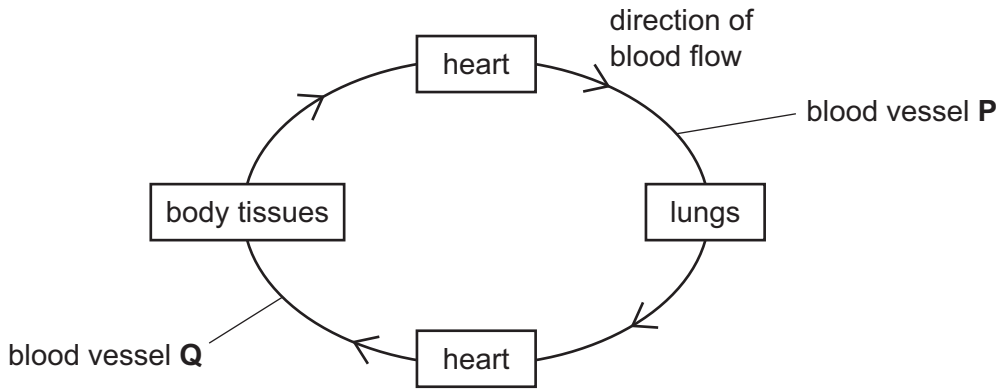 direction of
blood flow
heart
blood vessel P
body tissues
lungs
blood vessel Q
heart